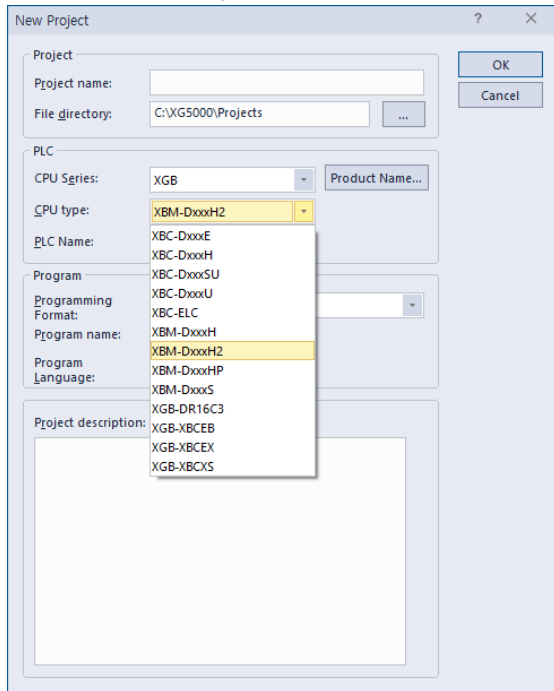 New Project
?
×
Project
Project name:
File directory:
C:\XG5000\Projects
...
OK
Cancel
PLC
CPU Series:
XGB
Product Name...
CPU type:
XBM-DxxxH2
PLC Name:
XBC-DxxxE
XBC-DxxxH
XBC-DxxxSU
XBC-DxxxU
XBC-ELC
XBM-DxxxH
XBM-DxxxH2
XBM-DxxxHP
XBM-DxxxS
XGB-DR16C3
XGB-XBCEB
XGB-XBCEX
XGB-XBCXS
Program
Programming
Format:
Program name:
Program
Language:
Project description: